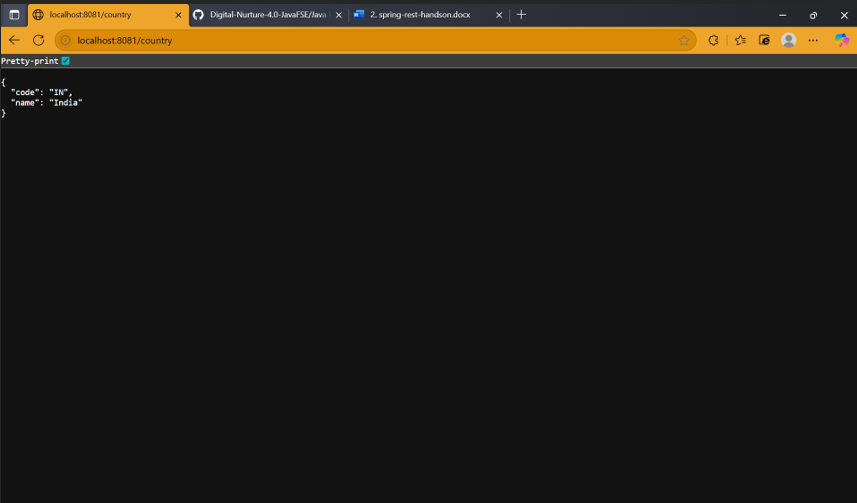 localhost:8081/country
Digital-Nurture-4.0-JavaFSE/Java
2. spring-rest-handson.docx
localhost:8081/country
Pretty-print
{
"code": "IN",
"name": "India"
}